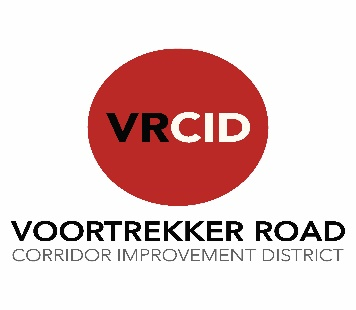 VRCID
VOORTREKKER ROAD
CORRIDOR IMPROVEMENT DISTRICT